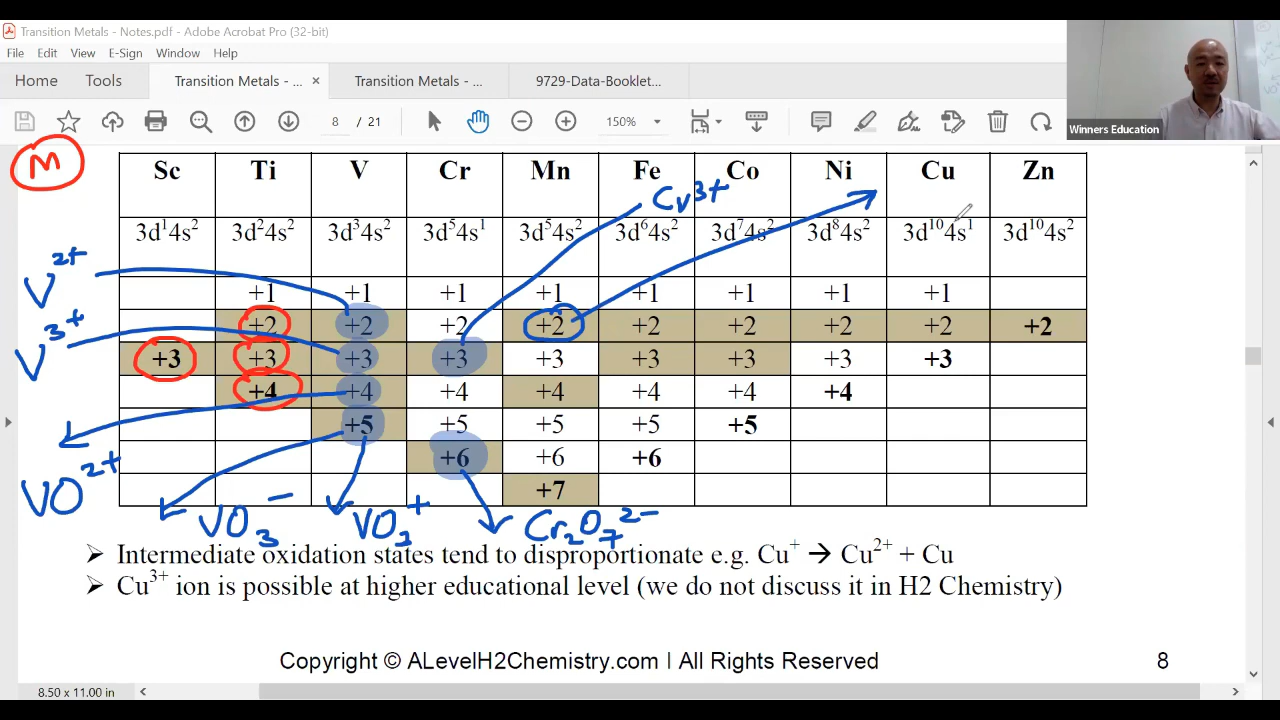 Transition Metals - Notes.pdf - Adobe Acrobat Pro (32-bit)
File Edit View E-Sign Window Help
Home Tools Transition Metals - ... × Transition Metals - ... 9729-Data-Booklet...
8 / 21 150%
Winners Education
M
Sc Ti V Cr Mn Fe Co Ni Cu Zn
Cr³⁺
3d¹4s² 3d²4s² 3d³4s² 3d⁵4s¹ 3d⁵4s² 3d⁶4s² 3d⁷4s² 3d⁸4s² 3d¹⁰4s¹ 3d¹⁰4s²
V²⁺
+1 +1 +1 +1 +1 +1 +1 +1
+2 +2 +2 +2 +2 +2 +2 +2 +2
V³⁺
+3 +3 +3 +3 +3 +3 +3 +3 +3
+4 +4 +4 +4 +4 +4 +4
+5 +5 +5 +5 +5
+6 +6 +6
VO²⁺
+7
VO₃⁻ VO₃⁺ Cr₂O₇²⁻
➢ Intermediate oxidation states tend to disproportionate e.g. Cu⁺ → Cu²⁺ + Cu
➢ Cu³⁺ ion is possible at higher educational level (we do not discuss it in H2 Chemistry)
Copyright © ALevelH2Chemistry.com | All Rights Reserved 8
8.50 x 11.00 in